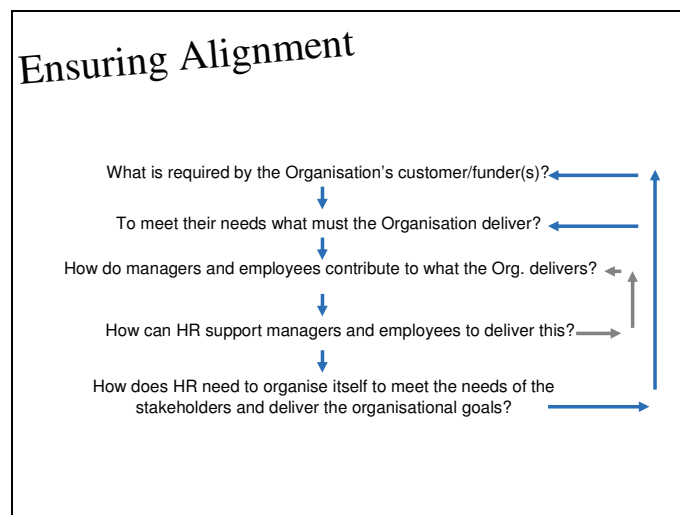 Ensuring Alignment
What is required by the Organisation's customer/funder(s)?
To meet their needs what must the Organisation deliver?
How do managers and employees contribute to what the Org. delivers?
How can HR support managers and employees to deliver this?
How does HR need to organise itself to meet the needs of the
stakeholders and deliver the organisational goals?